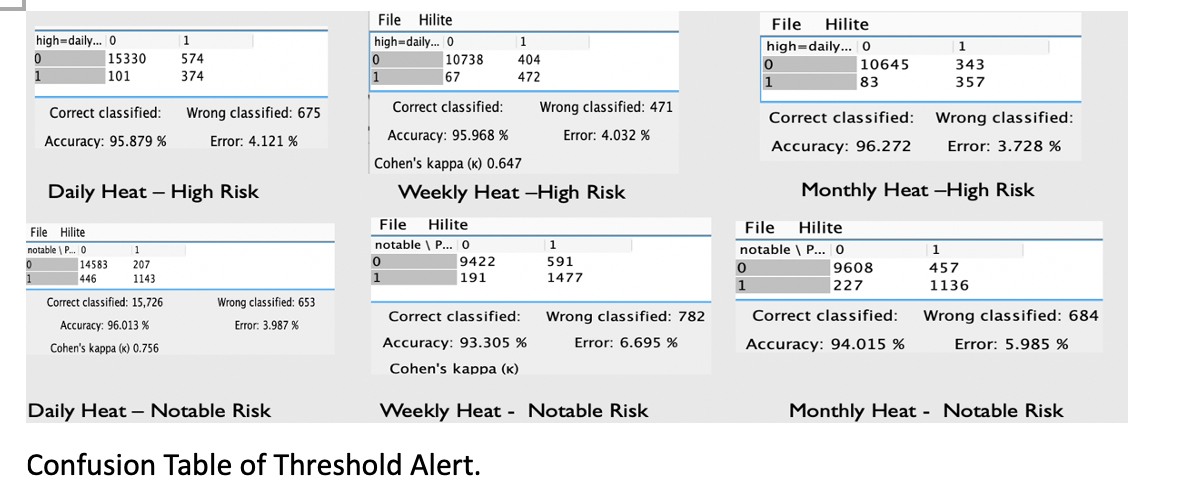 high=daily... 0 1
0 15330 574
1 101 374
Correct classified: Wrong classified: 675
Accuracy: 95.879 % Error: 4.121 %
Daily Heat – High Risk
File Hilite
high=daily... 0 1
0 10738 404
1 67 472
Correct classified: Wrong classified: 471
Accuracy: 95.968 % Error: 4.032 %
Cohen's kappa (κ) 0.647
Weekly Heat –High Risk
File Hilite
high=daily... 0 1
0 10645 343
1 83 357
Correct classified: Wrong classified:
Accuracy: 96.272 Error: 3.728 %
Monthly Heat –High Risk
File Hilite
notable \ P... 0 1
0 14583 207
1 446 1143
Correct classified: 15,726 Wrong classified: 653
Accuracy: 96.013 % Error: 3.987 %
Cohen's kappa (κ) 0.756
Daily Heat – Notable Risk
File Hilite
notable \ P... 0 1
0 9422 591
1 191 1477
Correct classified: Wrong classified: 782
Accuracy: 93.305 % Error: 6.695 %
Cohen's kappa (κ)
Weekly Heat - Notable Risk
File Hilite
notable \ P... 0 1
0 9608 457
1 227 1136
Correct classified: Wrong classified: 684
Accuracy: 94.015 % Error: 5.985 %
Monthly Heat - Notable Risk
Confusion Table of Threshold Alert.